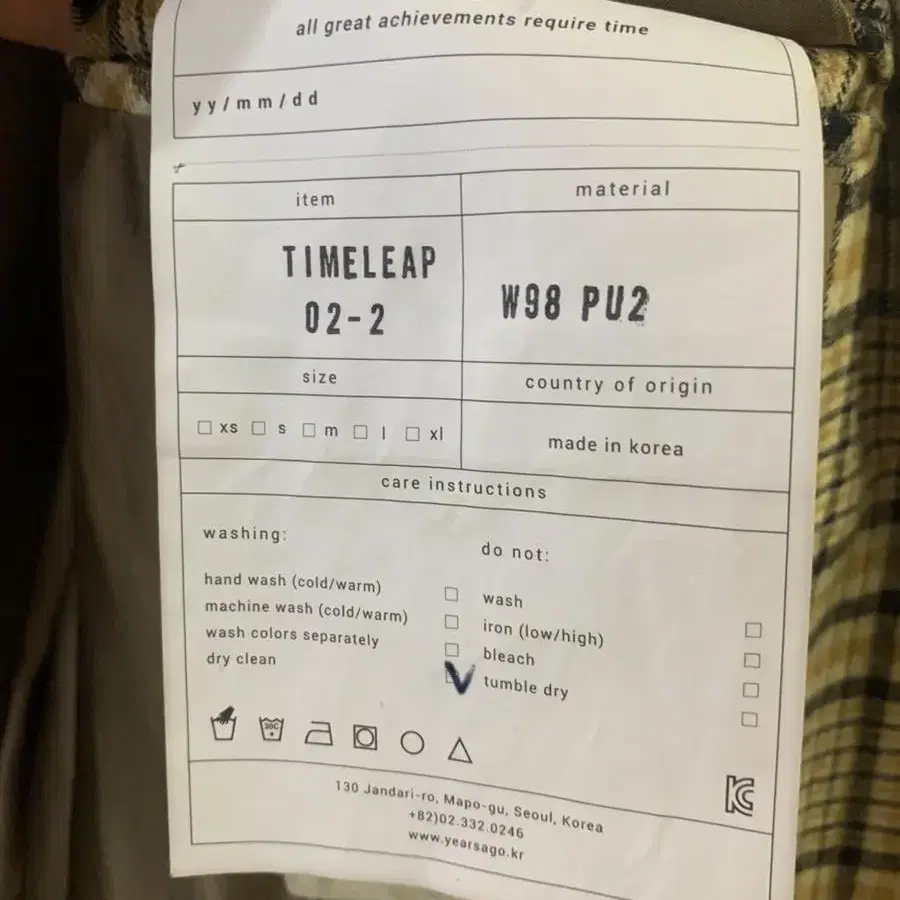 all great achievements require time
yy/mm/dd
item
material
TIMELEAP
02-2
W98 PU2
size
country of origin
xs s m l xl
made in korea
care instructions
washing:
do not:
hand wash (cold/warm)
machine wash (cold/warm)
wash colors separately
dry clean
wash
iron (low/high)
bleach
tumble dry
30C
KC
130 Jandari-ro, Mapo-gu, Seoul, Korea
+82)02.332.0246
www.yearsago.kr